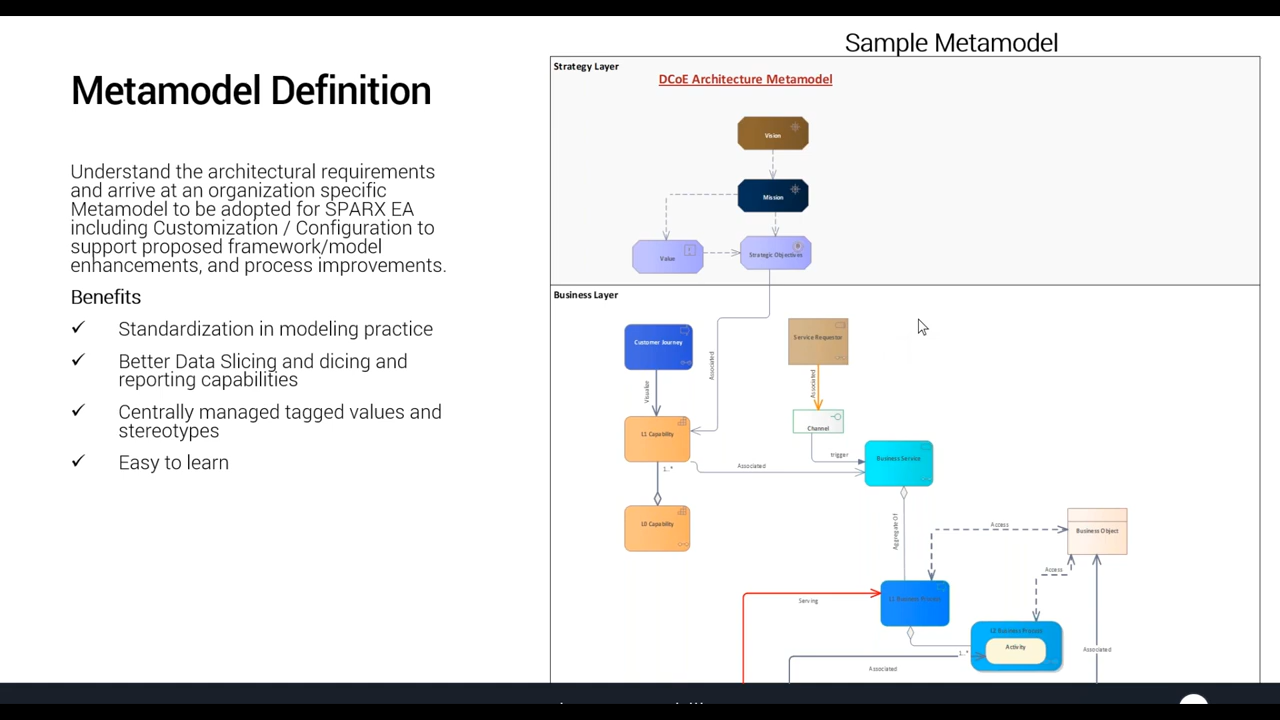 Sample Metamodel
Metamodel Definition
Understand the architectural requirements
and arrive at an organization specific
Metamodel to be adopted for SPARX EA
including Customization / Configuration to
support proposed framework/model
enhancements, and process improvements.
Benefits
✓ Standardization in modeling practice
✓ Better Data Slicing and dicing and
reporting capabilities
✓ Centrally managed tagged values and
stereotypes
✓ Easy to learn
Strategy Layer
DCoE Architecture Metamodel
Vision
Mission
Value
Strategic Objectives
Business Layer
Customer Journey
Service Requestor
Visualize
Associated
Associated
Channel
L1 Capability
trigger
Business Service
1..*
Associated
L0 Capability
Aggregate Of
Access
Business Object
Access
Serving
L1 Business Process
L2 Business Process
Activity
1..*
Associated
Associated